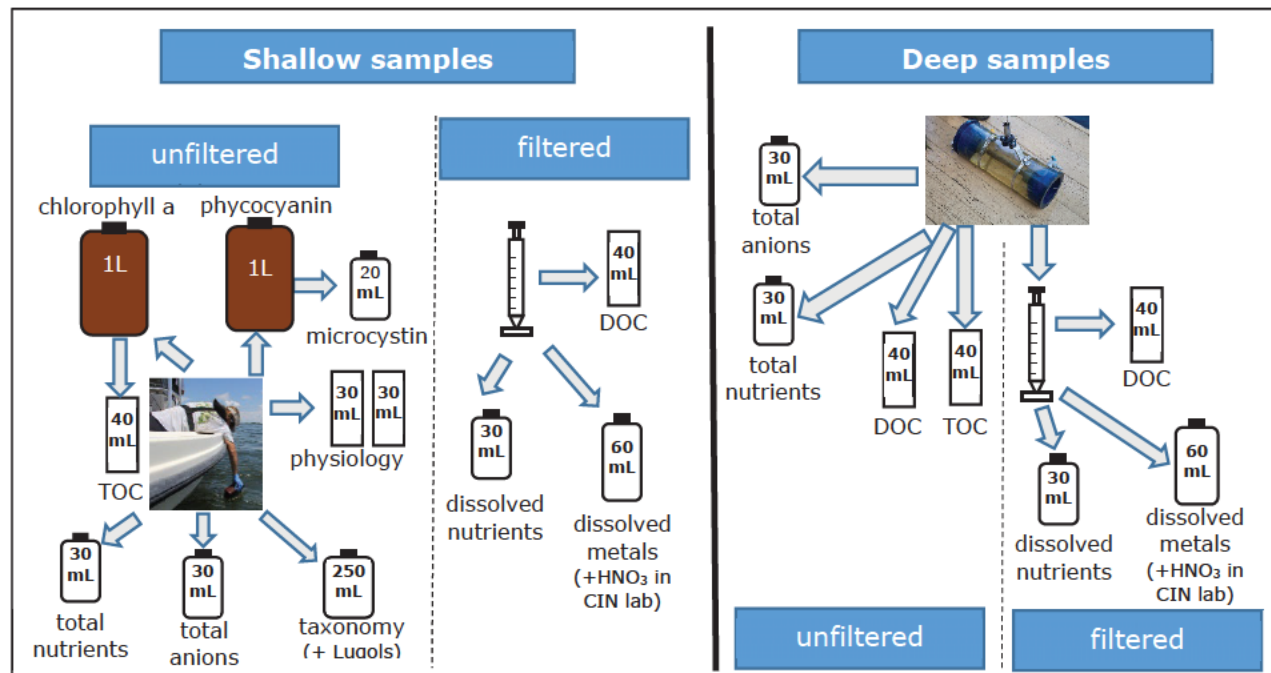 Shallow samples
unfiltered
chlorophyll a
phycocyanin
1L
1L
20
mL
microcystin
40
mL
TOC
30
mL
30
mL
physiology
30
mL
total
nutrients
30
mL
total
anions
250
mL
taxonomy
(+ Lugols)
filtered
40
mL
DOC
30
mL
dissolved
nutrients
60
mL
dissolved
metals
(+HNO₃ in
CIN lab)
Deep samples
30
mL
total
anions
30
mL
total
nutrients
40
mL
DOC
40
mL
TOC
unfiltered
40
mL
DOC
30
mL
dissolved
nutrients
60
mL
dissolved
metals
(+HNO₃ in
CIN lab)
filtered